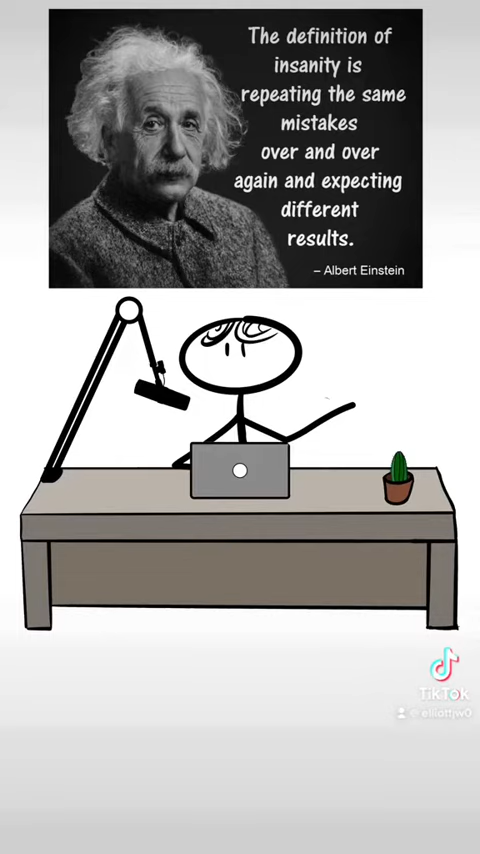 The definition of
insanity is
repeating the same
mistakes
over and over
again and expecting
different
results.
– Albert Einstein
TikTok
@elliottjw0